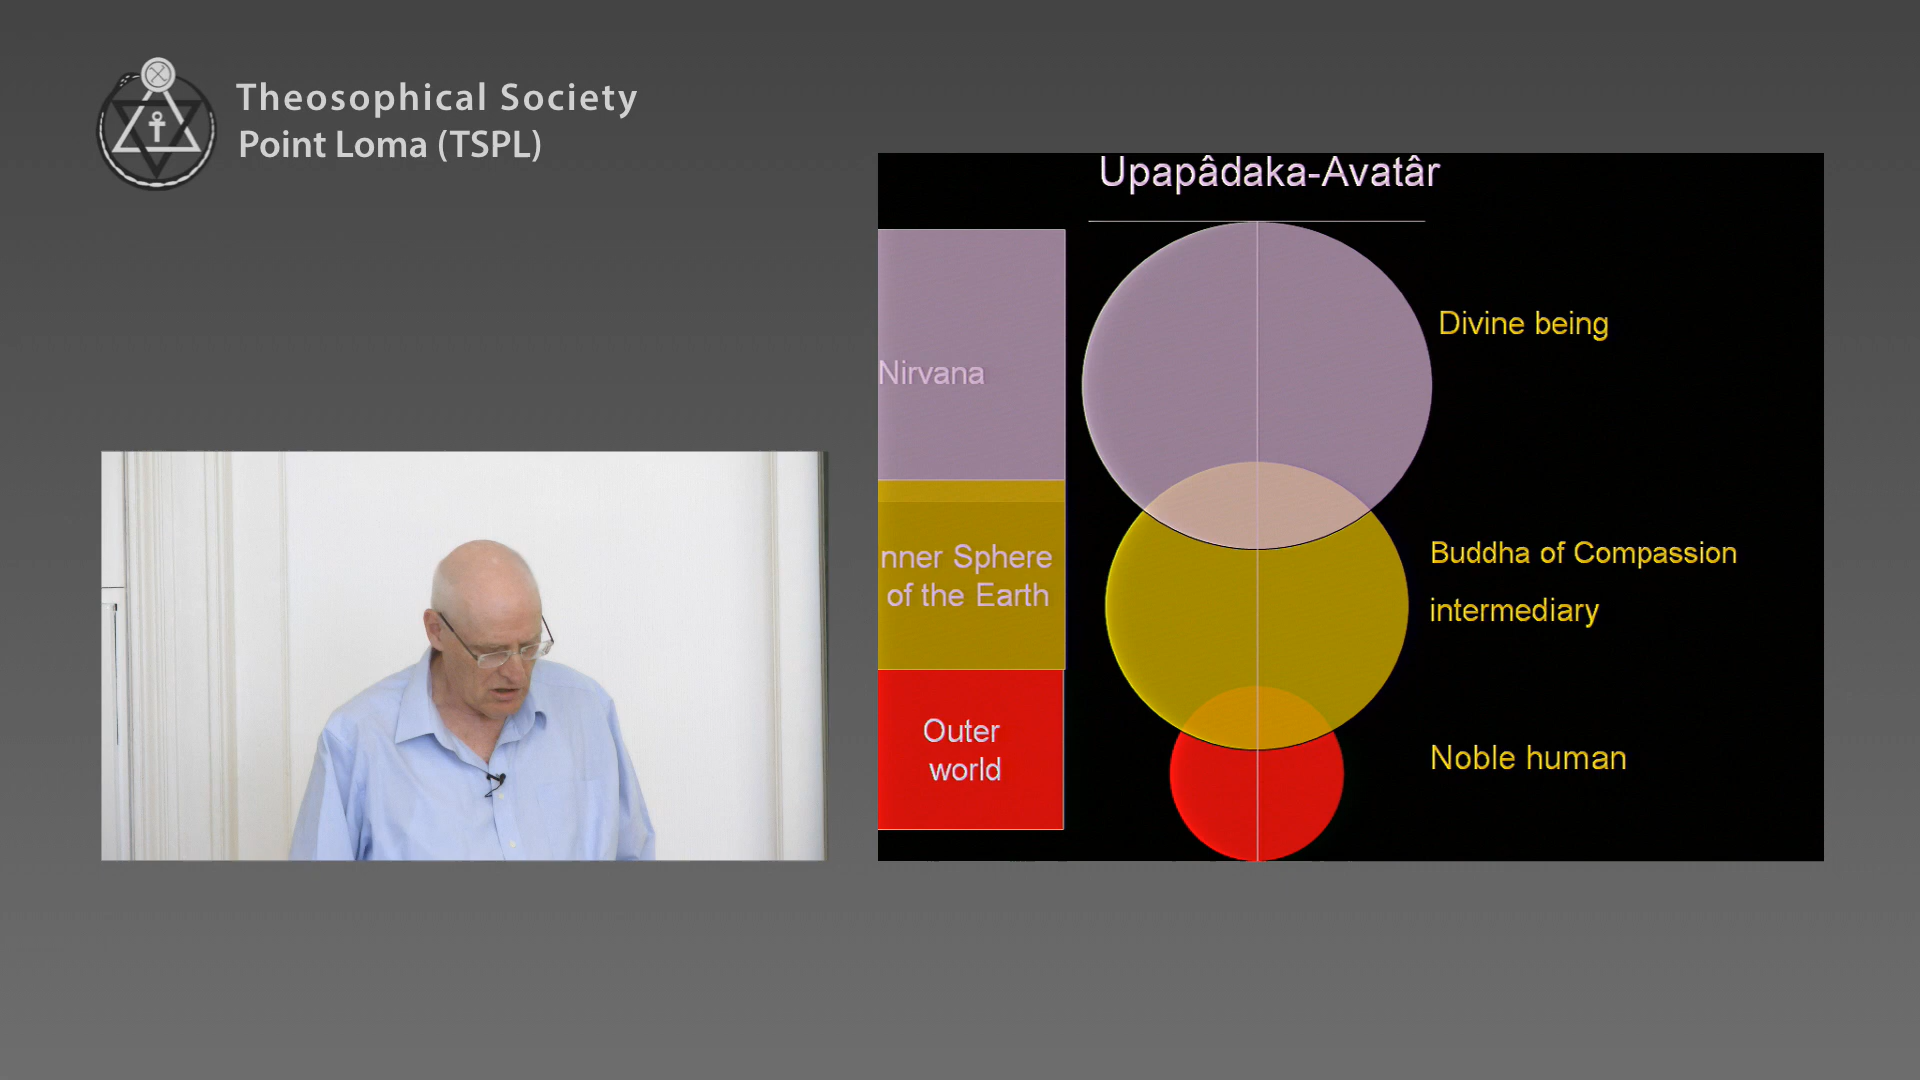 Theosophical Society
Point Loma (TSPL)
Upapâdaka-Avatâr
Divine being
Nirvana
nner Sphere
of the Earth
Buddha of Compassion
intermediary
Outer
world
Noble human